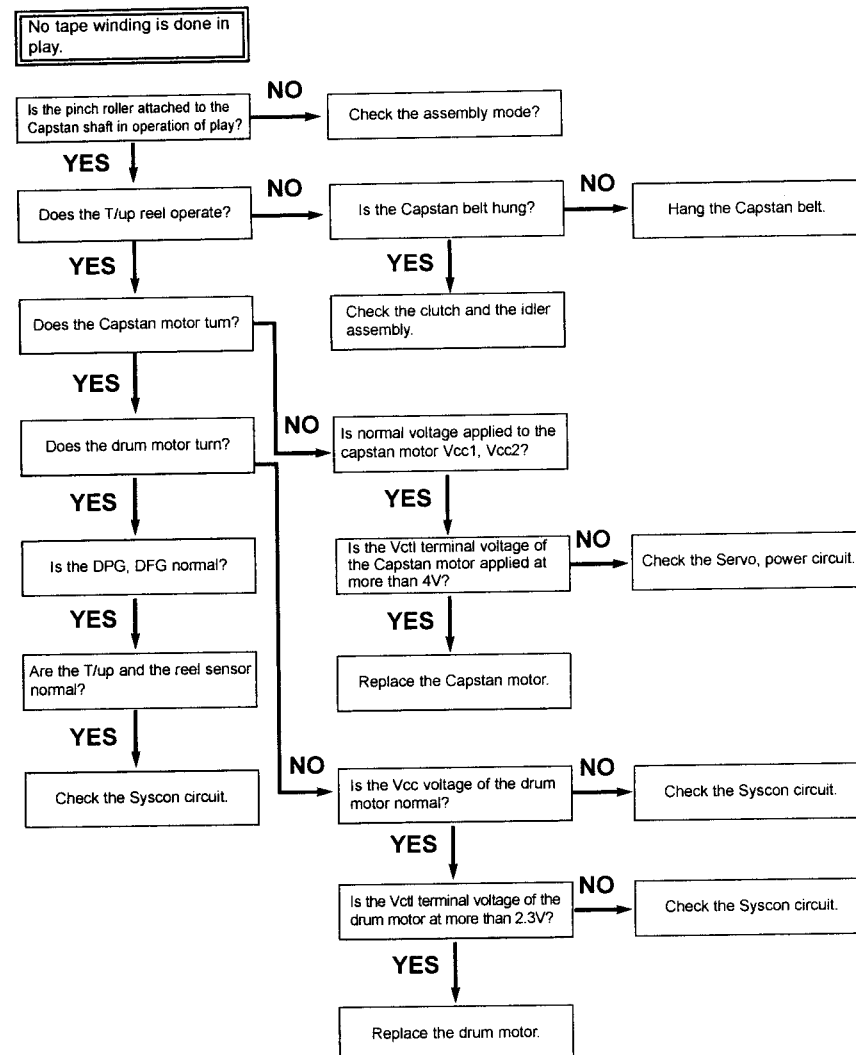 No tape winding is done in
play.
NO
Is the pinch roller attached to the
Capstan shaft in operation of play?
Check the assembly mode?
YES
NO
NO
Does the T/up reel operate?
Is the Capstan belt hung?
Hang the Capstan belt.
YES
YES
Does the Capstan motor turn?
Check the clutch and the idler
assembly.
YES
NO
Does the drum motor turn?
Is normal voltage applied to the
capstan motor Vcc1, Vcc2?
YES
YES
Is the DPG, DFG normal?
Is the Vctl terminal voltage of
the Capstan motor applied at
more than 4V?
NO
Check the Servo, power circuit.
YES
YES
Are the T/up and the reel sensor
normal?
Replace the Capstan motor.
YES
NO
NO
Check the Syscon circuit.
Is the Vcc voltage of the drum
motor normal?
Check the Syscon circuit.
YES
NO
Is the Vctl terminal voltage of the
drum motor at more than 2.3V?
Check the Syscon circuit.
YES
Replace the drum motor.